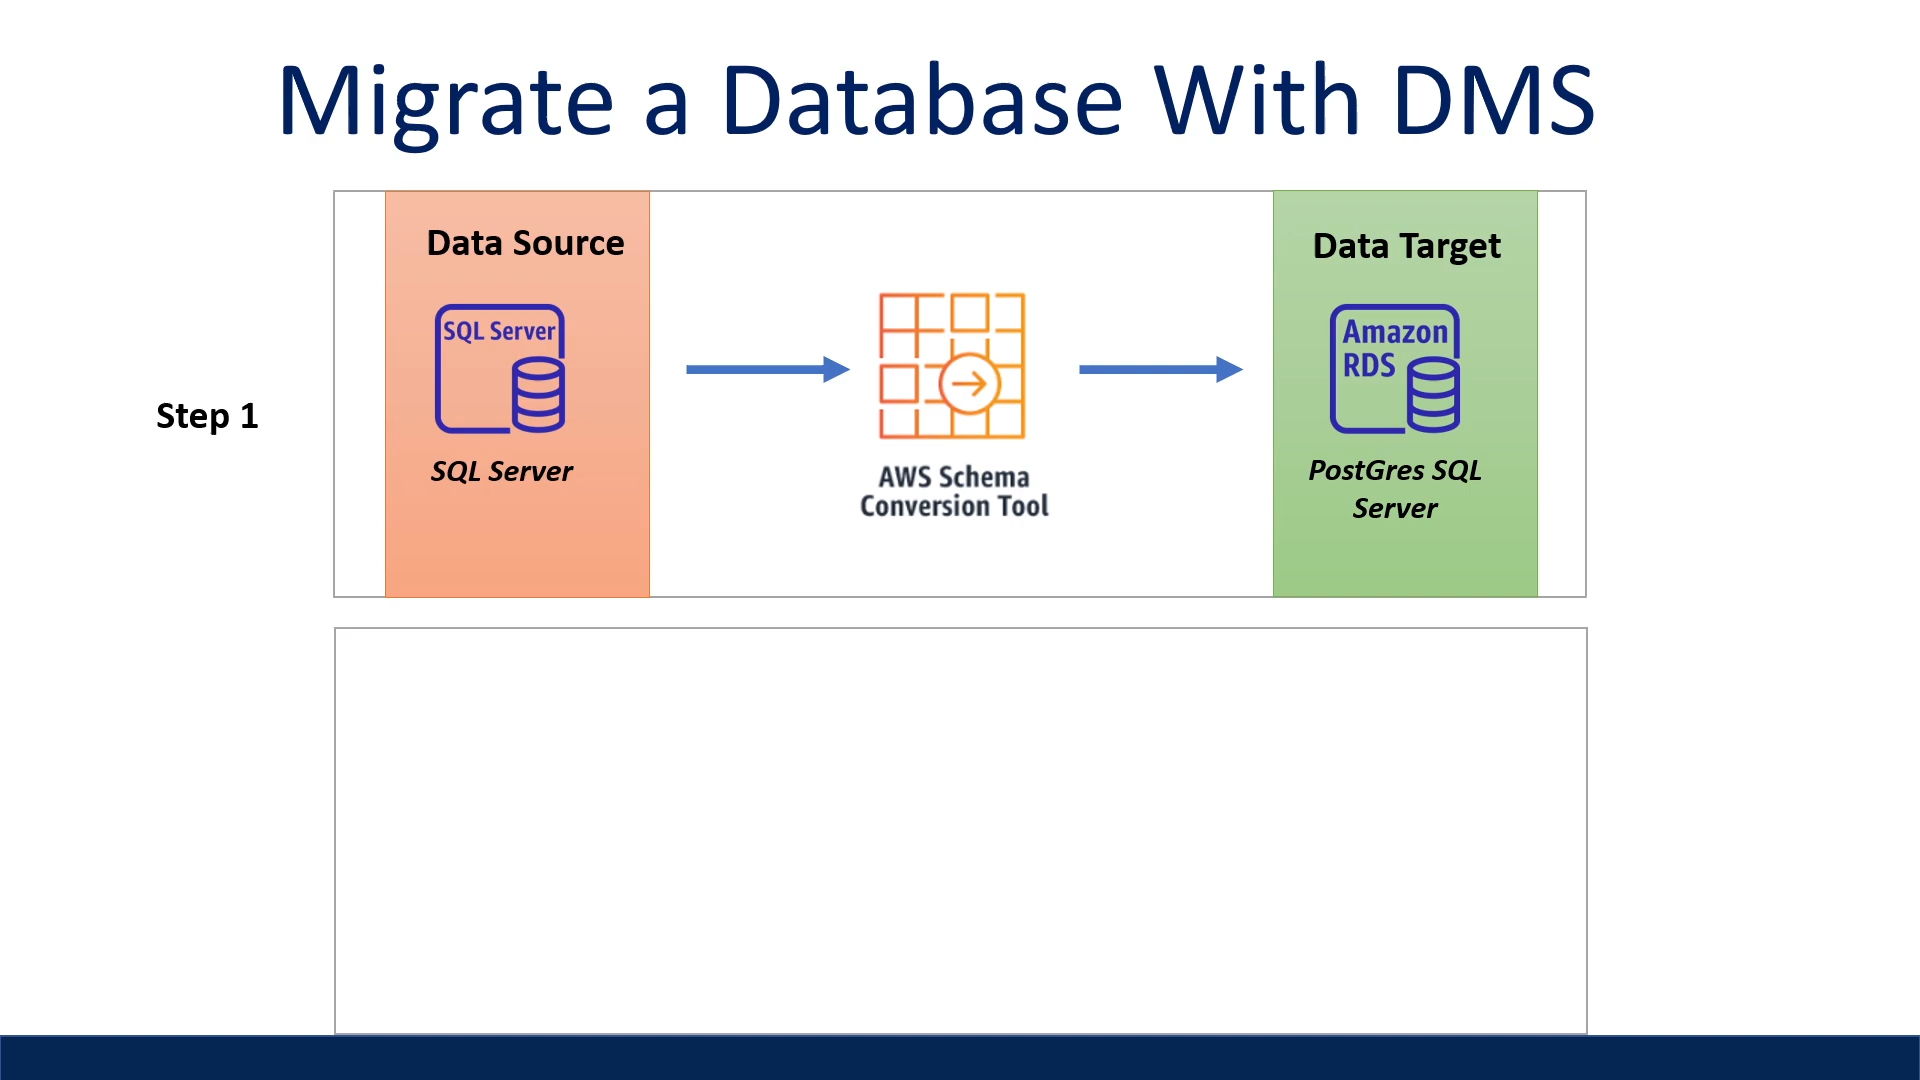 Migrate a Database With DMS
Step 1
Data Source
SQL Server
SQL Server
AWS Schema
Conversion Tool
Data Target
Amazon
RDS
PostGres SQL
Server